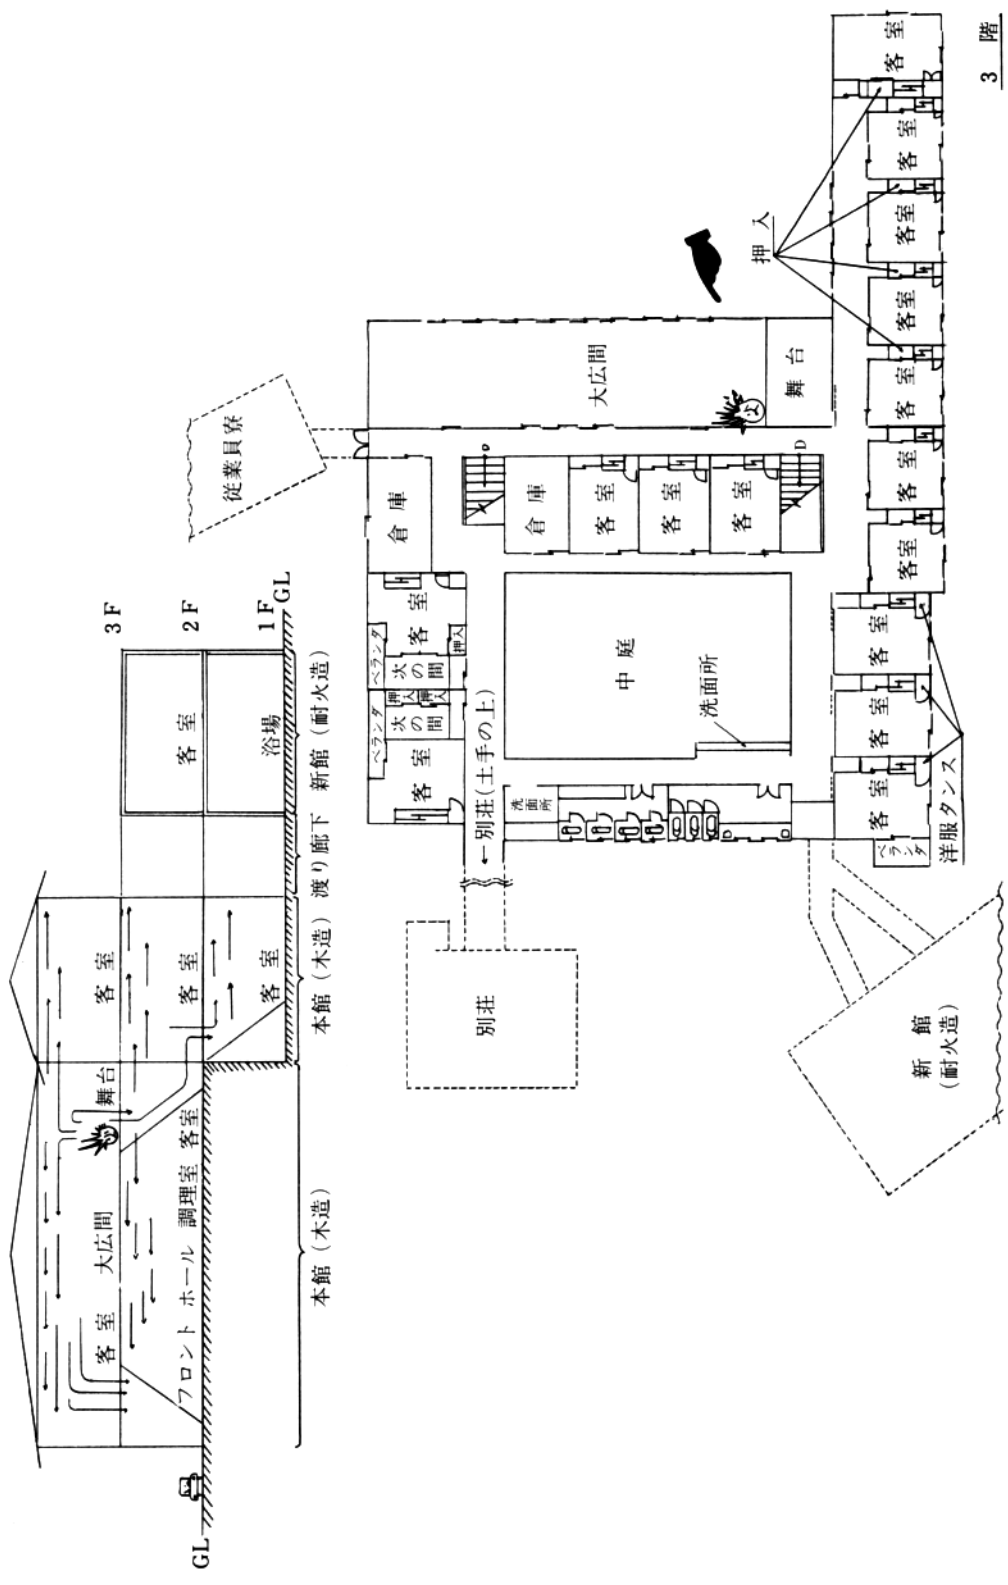 3F
2F
1F
GL
GL
客室
大広間
舞台
客室
客室
フロント ホール 調理室 客室
客室
客室
客室
浴場
本館（木造）
本館（木造）
渡り廊下
新館（耐火造）
従業員寮
倉庫
大広間
舞台
ベランダ
ベランダ
客室
次の間
押入
押入
次の間
客室
押入
倉庫
客室
客室
客室
D
D
←別荘（土手の上）
別荘
中庭
洗面所
洗面所
押入
客室
客室
客室
客室
客室
客室
客室
客室
客室
客室
ベランダ
洋服タンス
新館
（耐火造）
3階